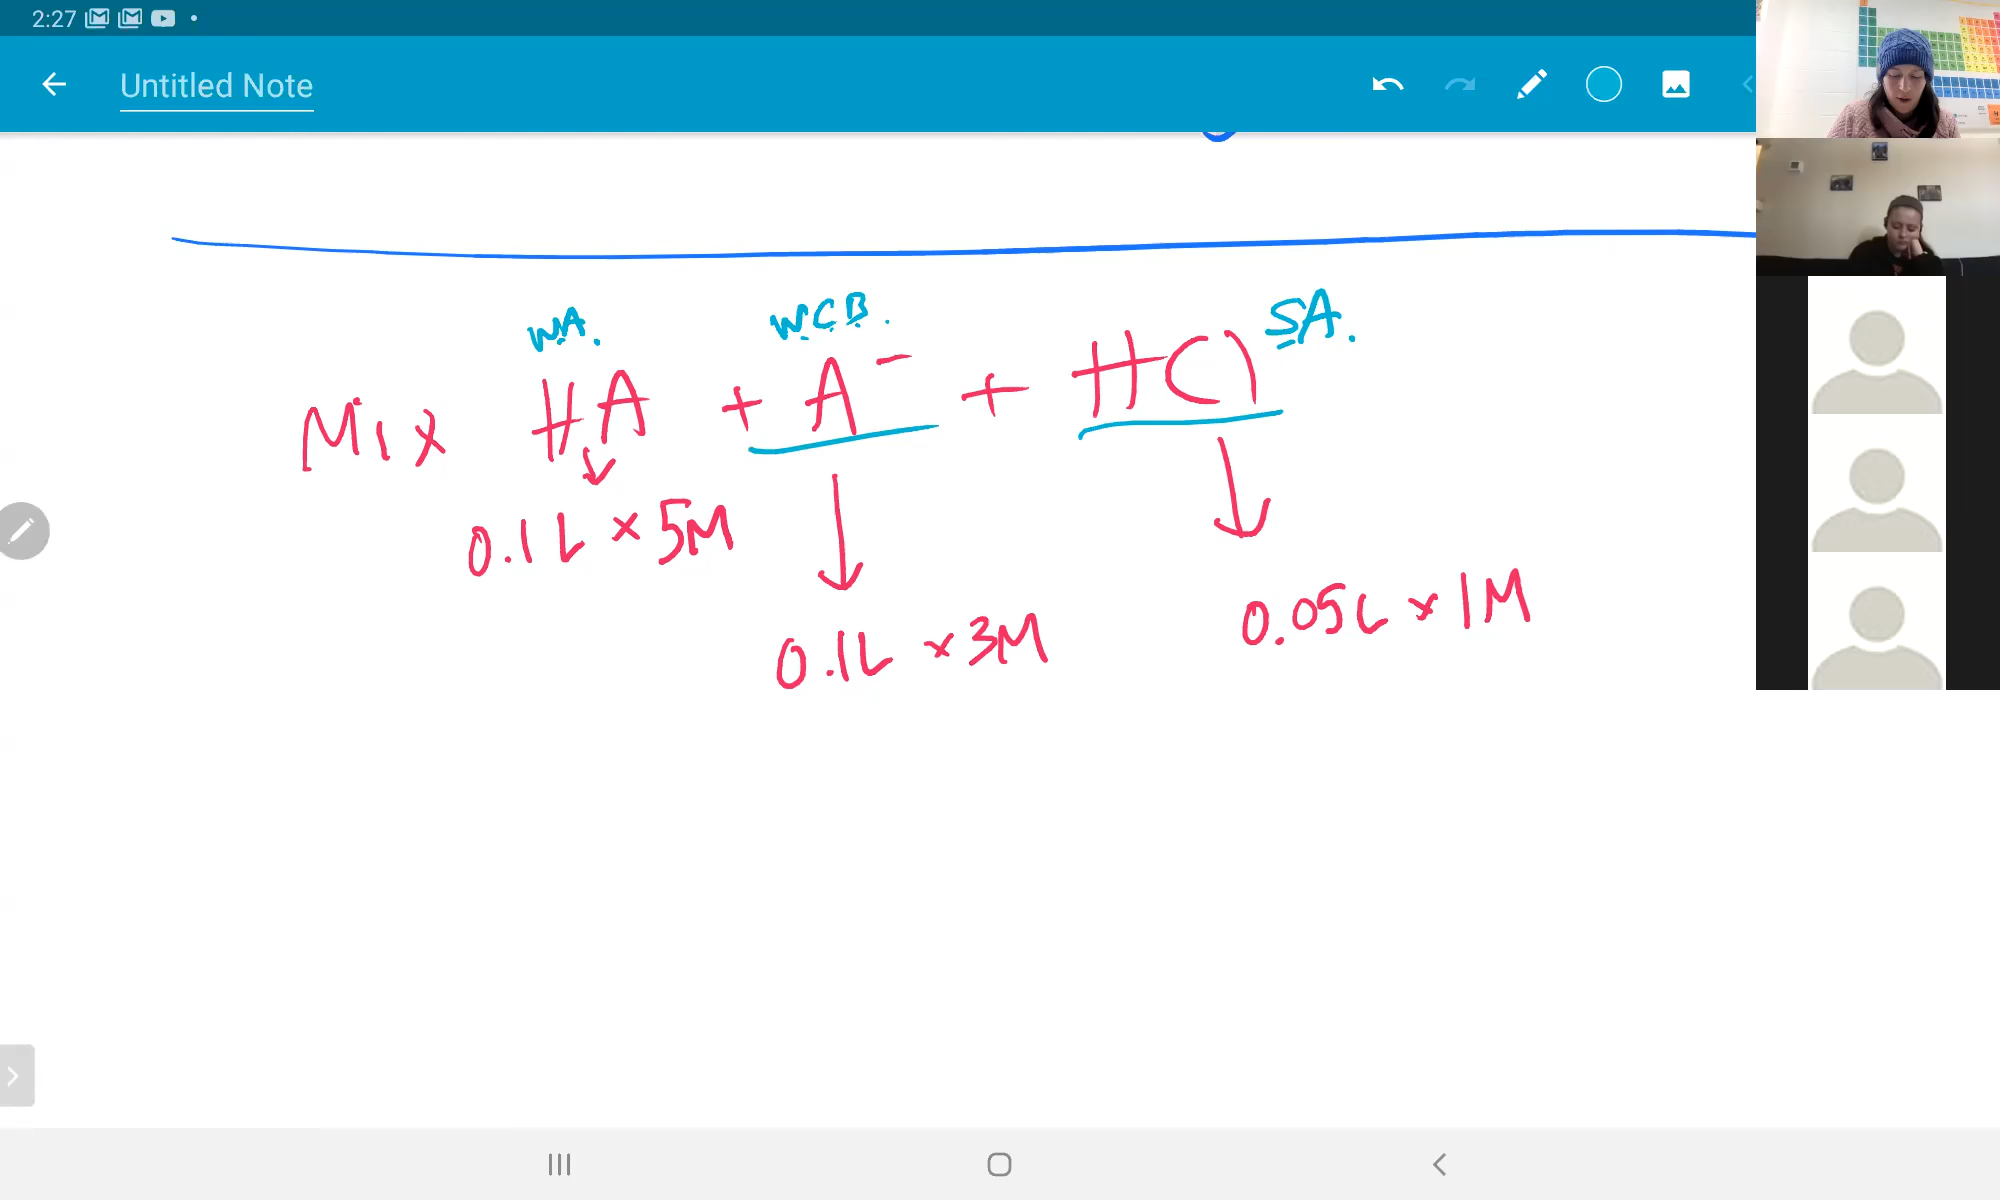 2:27
Untitled Note
WA. WCB. SA.
Mix HA + A⁻ + HCl
0.1L × 5M
0.1L × 3M 0.05L × 1M